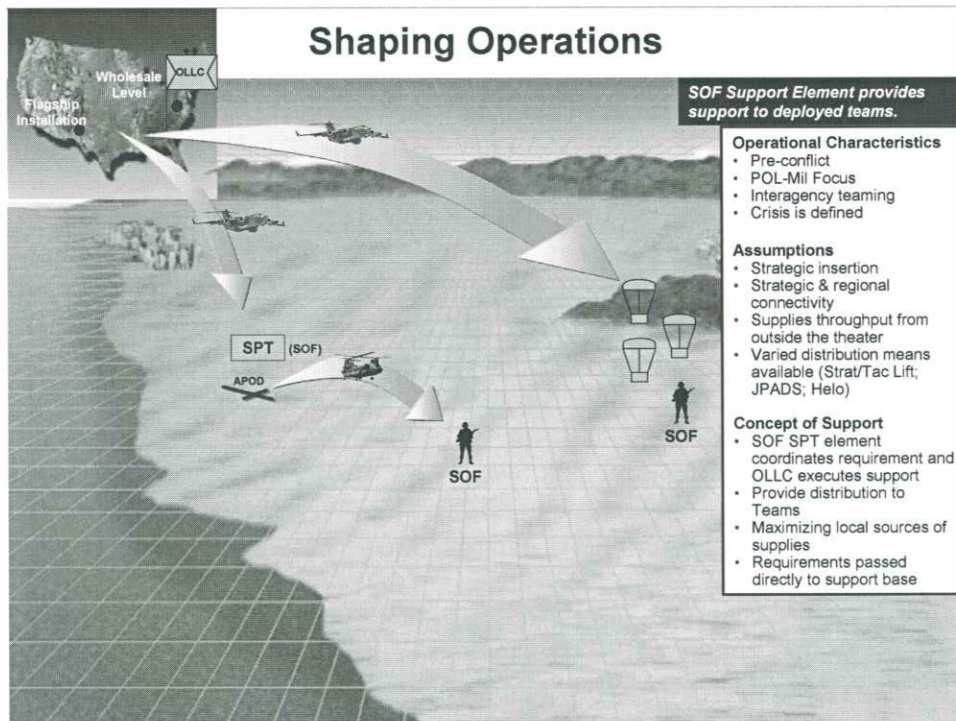 Shaping Operations
++
OLLC
Wholesale
Level
Flagship
Installation
SPT (SOF)
APOD
SOF
SOF
SOF Support Element provides
support to deployed teams.
Operational Characteristics
• Pre-conflict
• POL-Mil Focus
• Interagency teaming
• Crisis is defined
Assumptions
• Strategic insertion
• Strategic & regional
connectivity
• Supplies throughput from
outside the theater
• Varied distribution means
available (Strat/Tac Lift;
JPADS; Helo)
Concept of Support
• SOF SPT element
coordinates requirement and
OLLC executes support
• Provide distribution to
Teams
• Maximizing local sources of
supplies
• Requirements passed
directly to support base